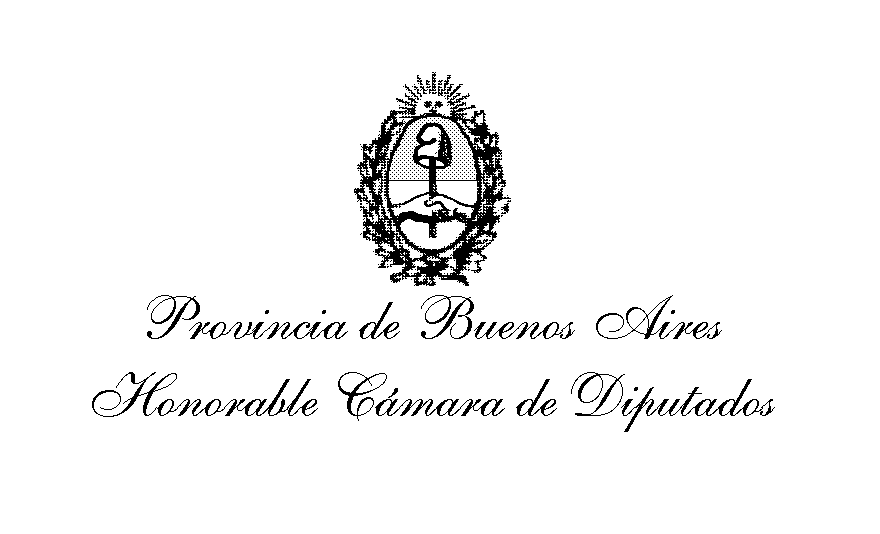 Provincia de Buenos Aires
Honorable Cámara de Diputados